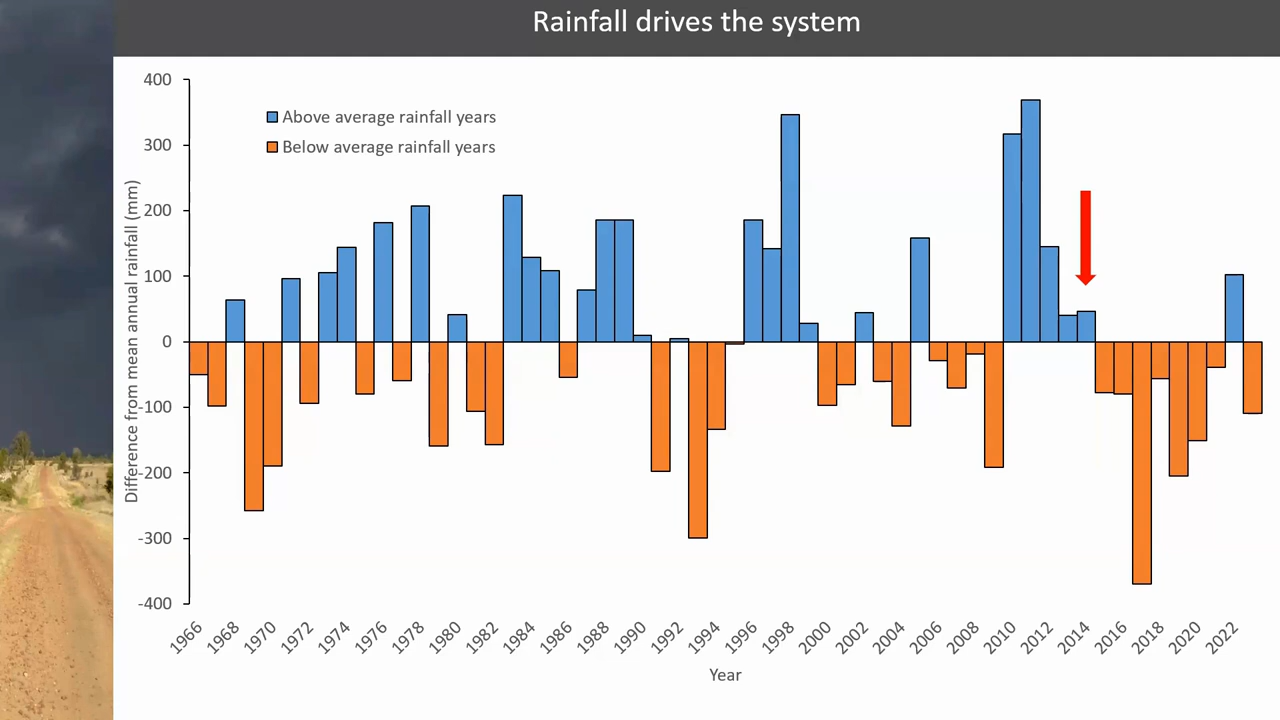 Rainfall drives the system
Above average rainfall years
Below average rainfall years
Difference from mean annual rainfall (mm)
400
300
200
100
0
-100
-200
-300
-400
1966 1968 1970 1972 1974 1976 1978 1980 1982 1984 1986 1988 1990 1992 1994 1996 1998 2000 2002 2004 2006 2008 2010 2012 2014 2016 2018 2020 2022
Year